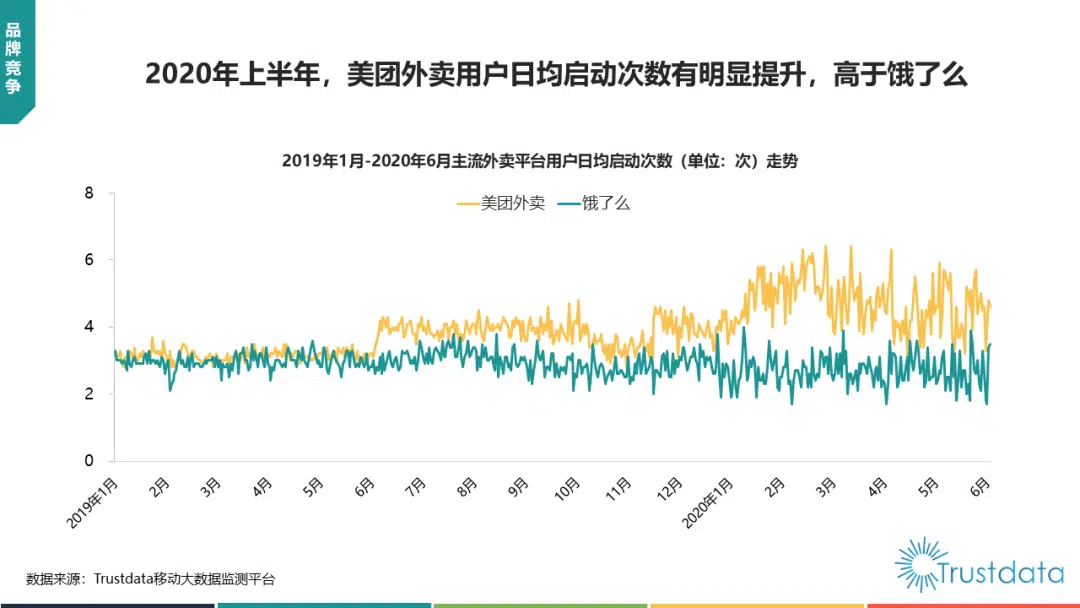 品牌竞争
2020年上半年，美团外卖用户日均启动次数有明显提升，高于饿了么
2019年1月-2020年6月主流外卖平台用户日均启动次数（单位：次）走势
美团外卖 饿了么
8
6
4
2
0
2019年1月 2月 3月 4月 5月 6月 7月 8月 9月 10月 11月 12月 2020年1月 2月 3月 4月 5月 6月
数据来源：Trustdata移动大数据监测平台
Trustdata